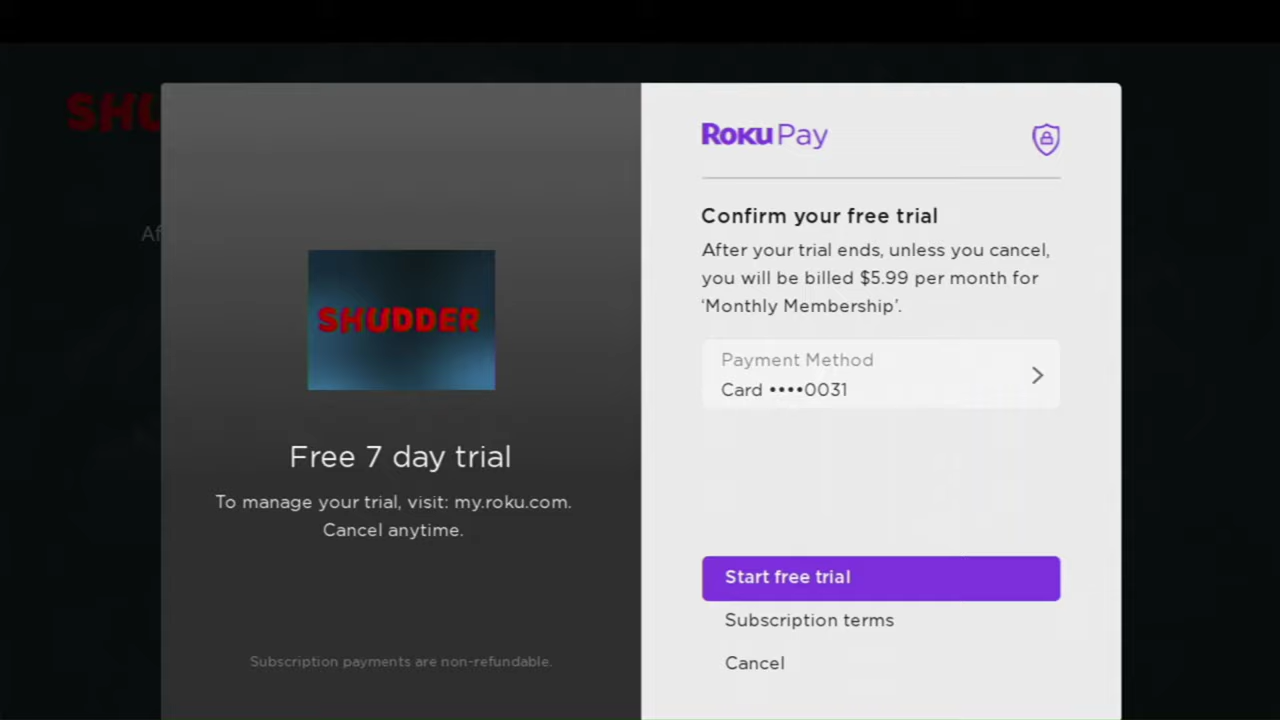 SHU
Af
SHUDDER
Free 7 day trial
To manage your trial, visit: my.roku.com.
Cancel anytime.
Subscription payments are non-refundable.
Roku Pay
Confirm your free trial
After your trial ends, unless you cancel,
you will be billed $5.99 per month for
‘Monthly Membership’.
Payment Method
Card ••••0031
Start free trial
Subscription terms
Cancel